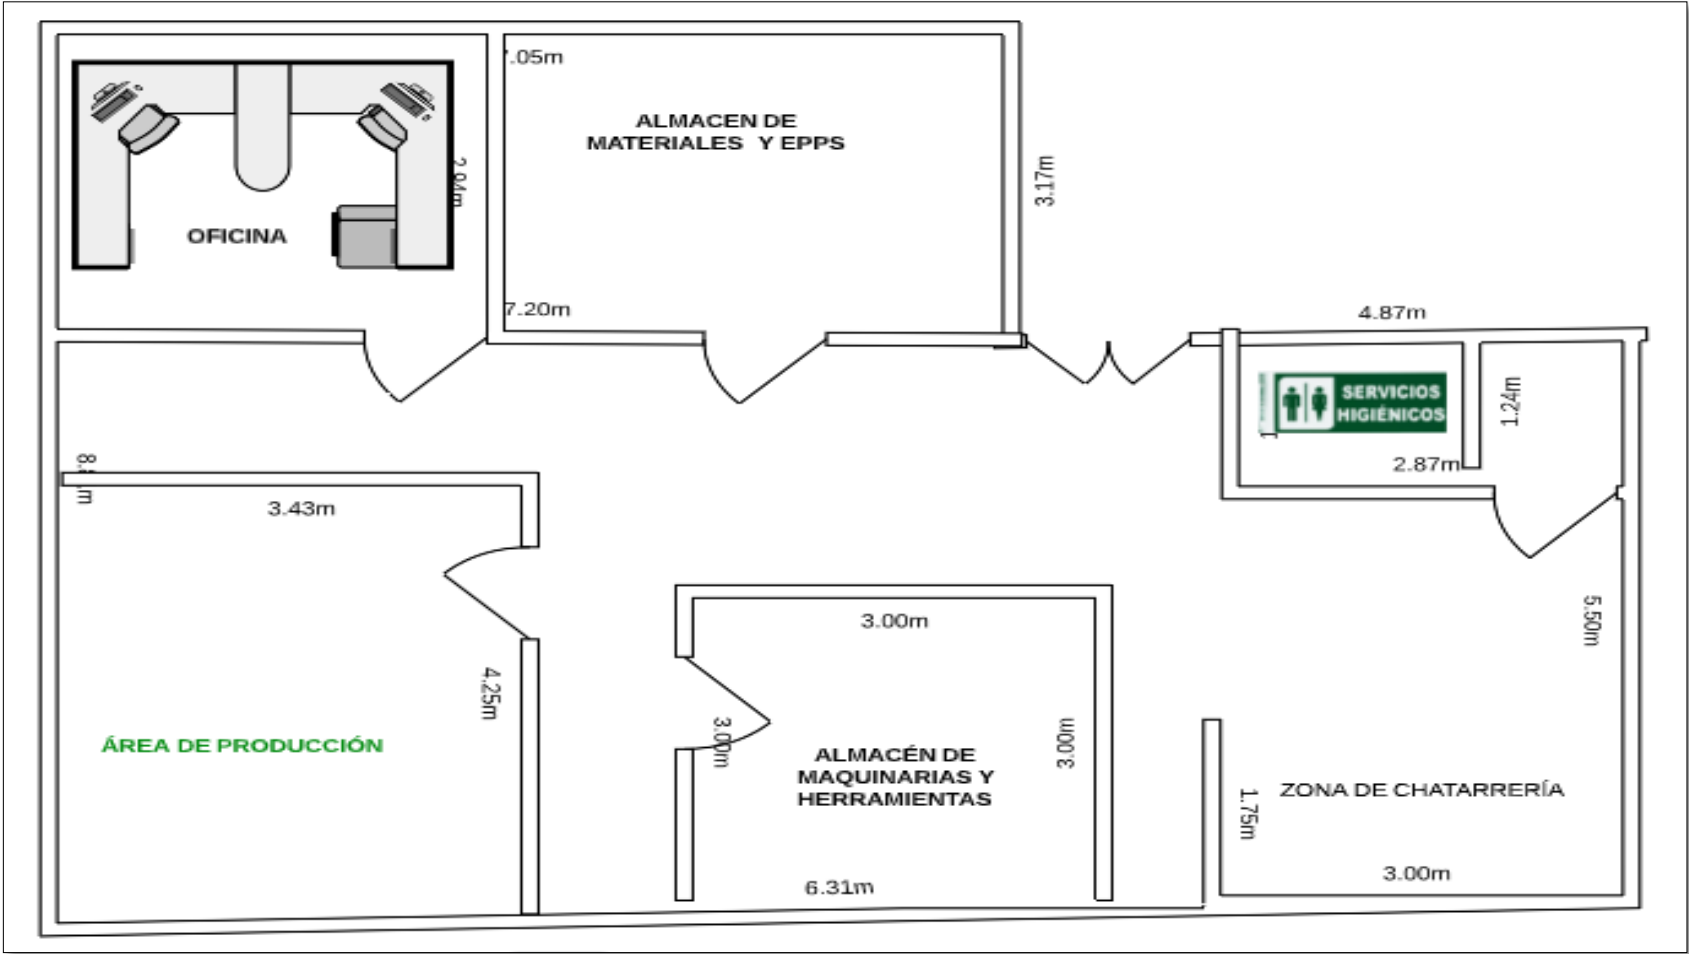 .05m
ALMACEN DE
MATERIALES Y EPPS
3.17m
OFICINA
7.20m
4.87m
SERVICIOS
HIGIÉNICOS
1.24m
2.87m
3.43m
5.50m
3.00m
4.25m
3.00m
3.00m
ÁREA DE PRODUCCIÓN
ALMACÉN DE
MAQUINARIAS Y
HERRAMIENTAS
ZONA DE CHATARRERÍA
1.75m
3.00m
6.31m